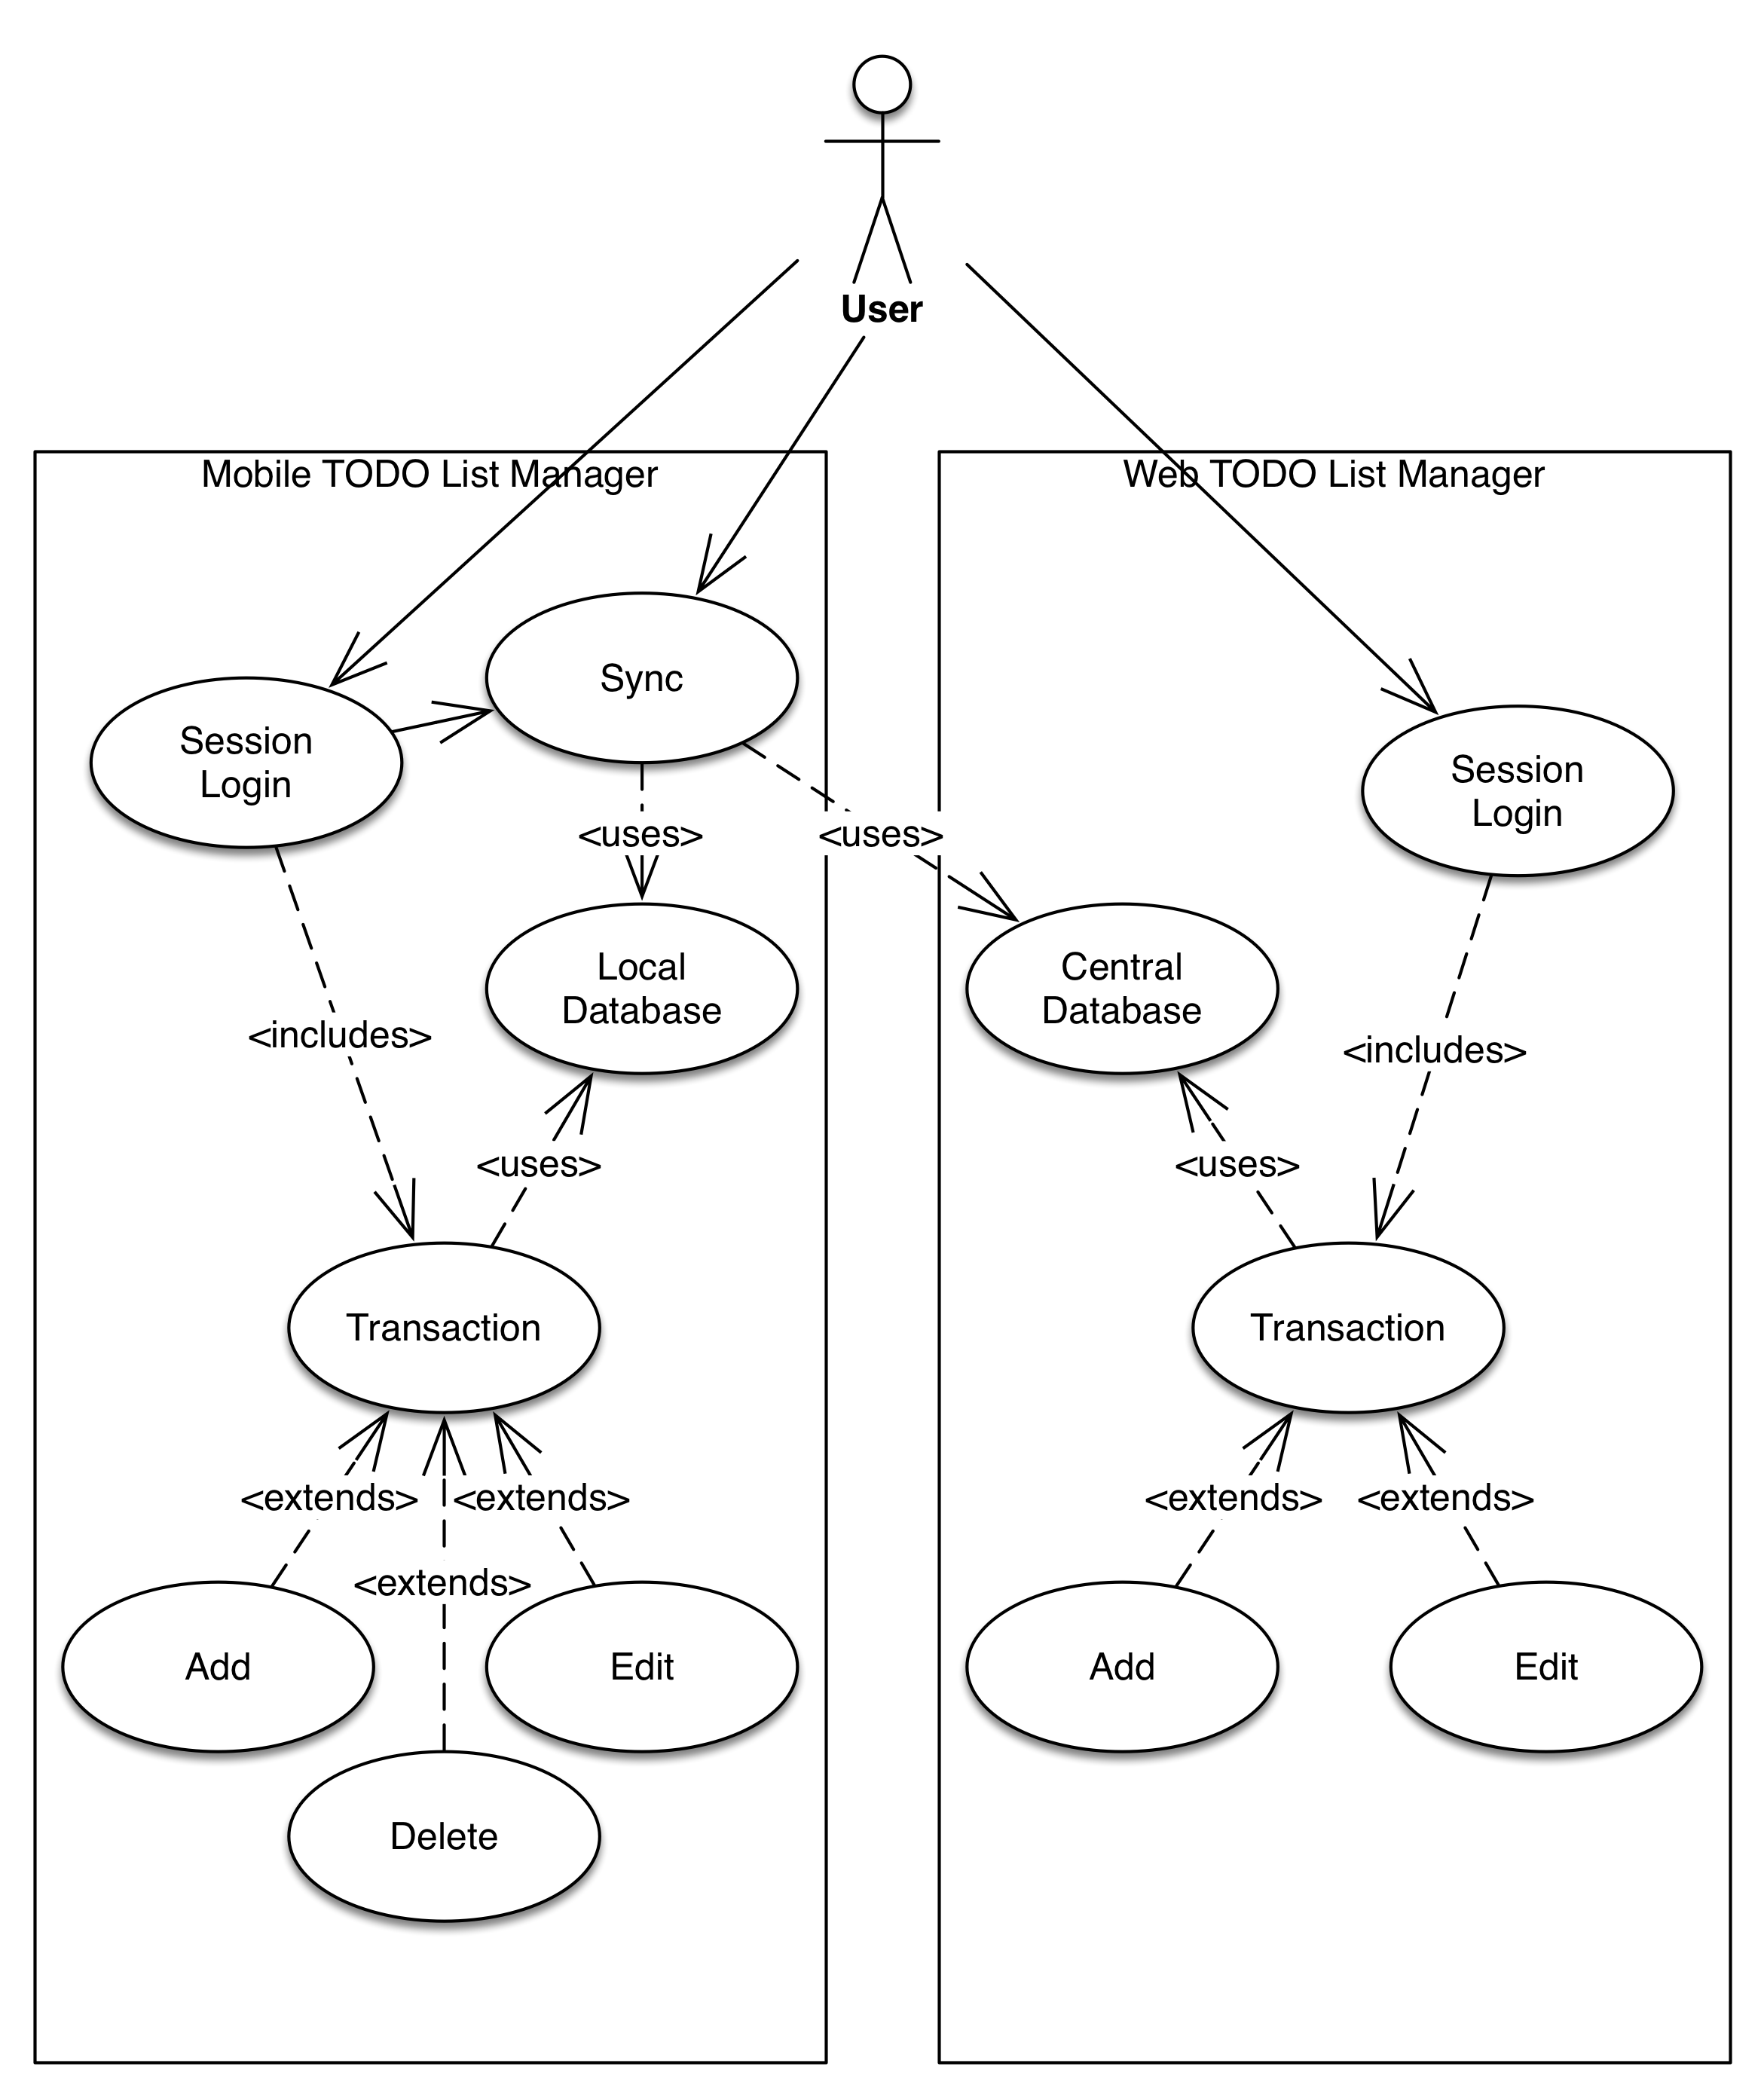 User
Mobile TODO List Manager
Web TODO List Manager
Sync
Session
Login
Session
Login
<uses>
<uses>
Local
Database
Central
Database
<includes>
<includes>
<uses>
<uses>
Transaction
Transaction
<extends>
<extends>
<extends>
<extends>
<extends>
Add
Edit
Add
Edit
Delete